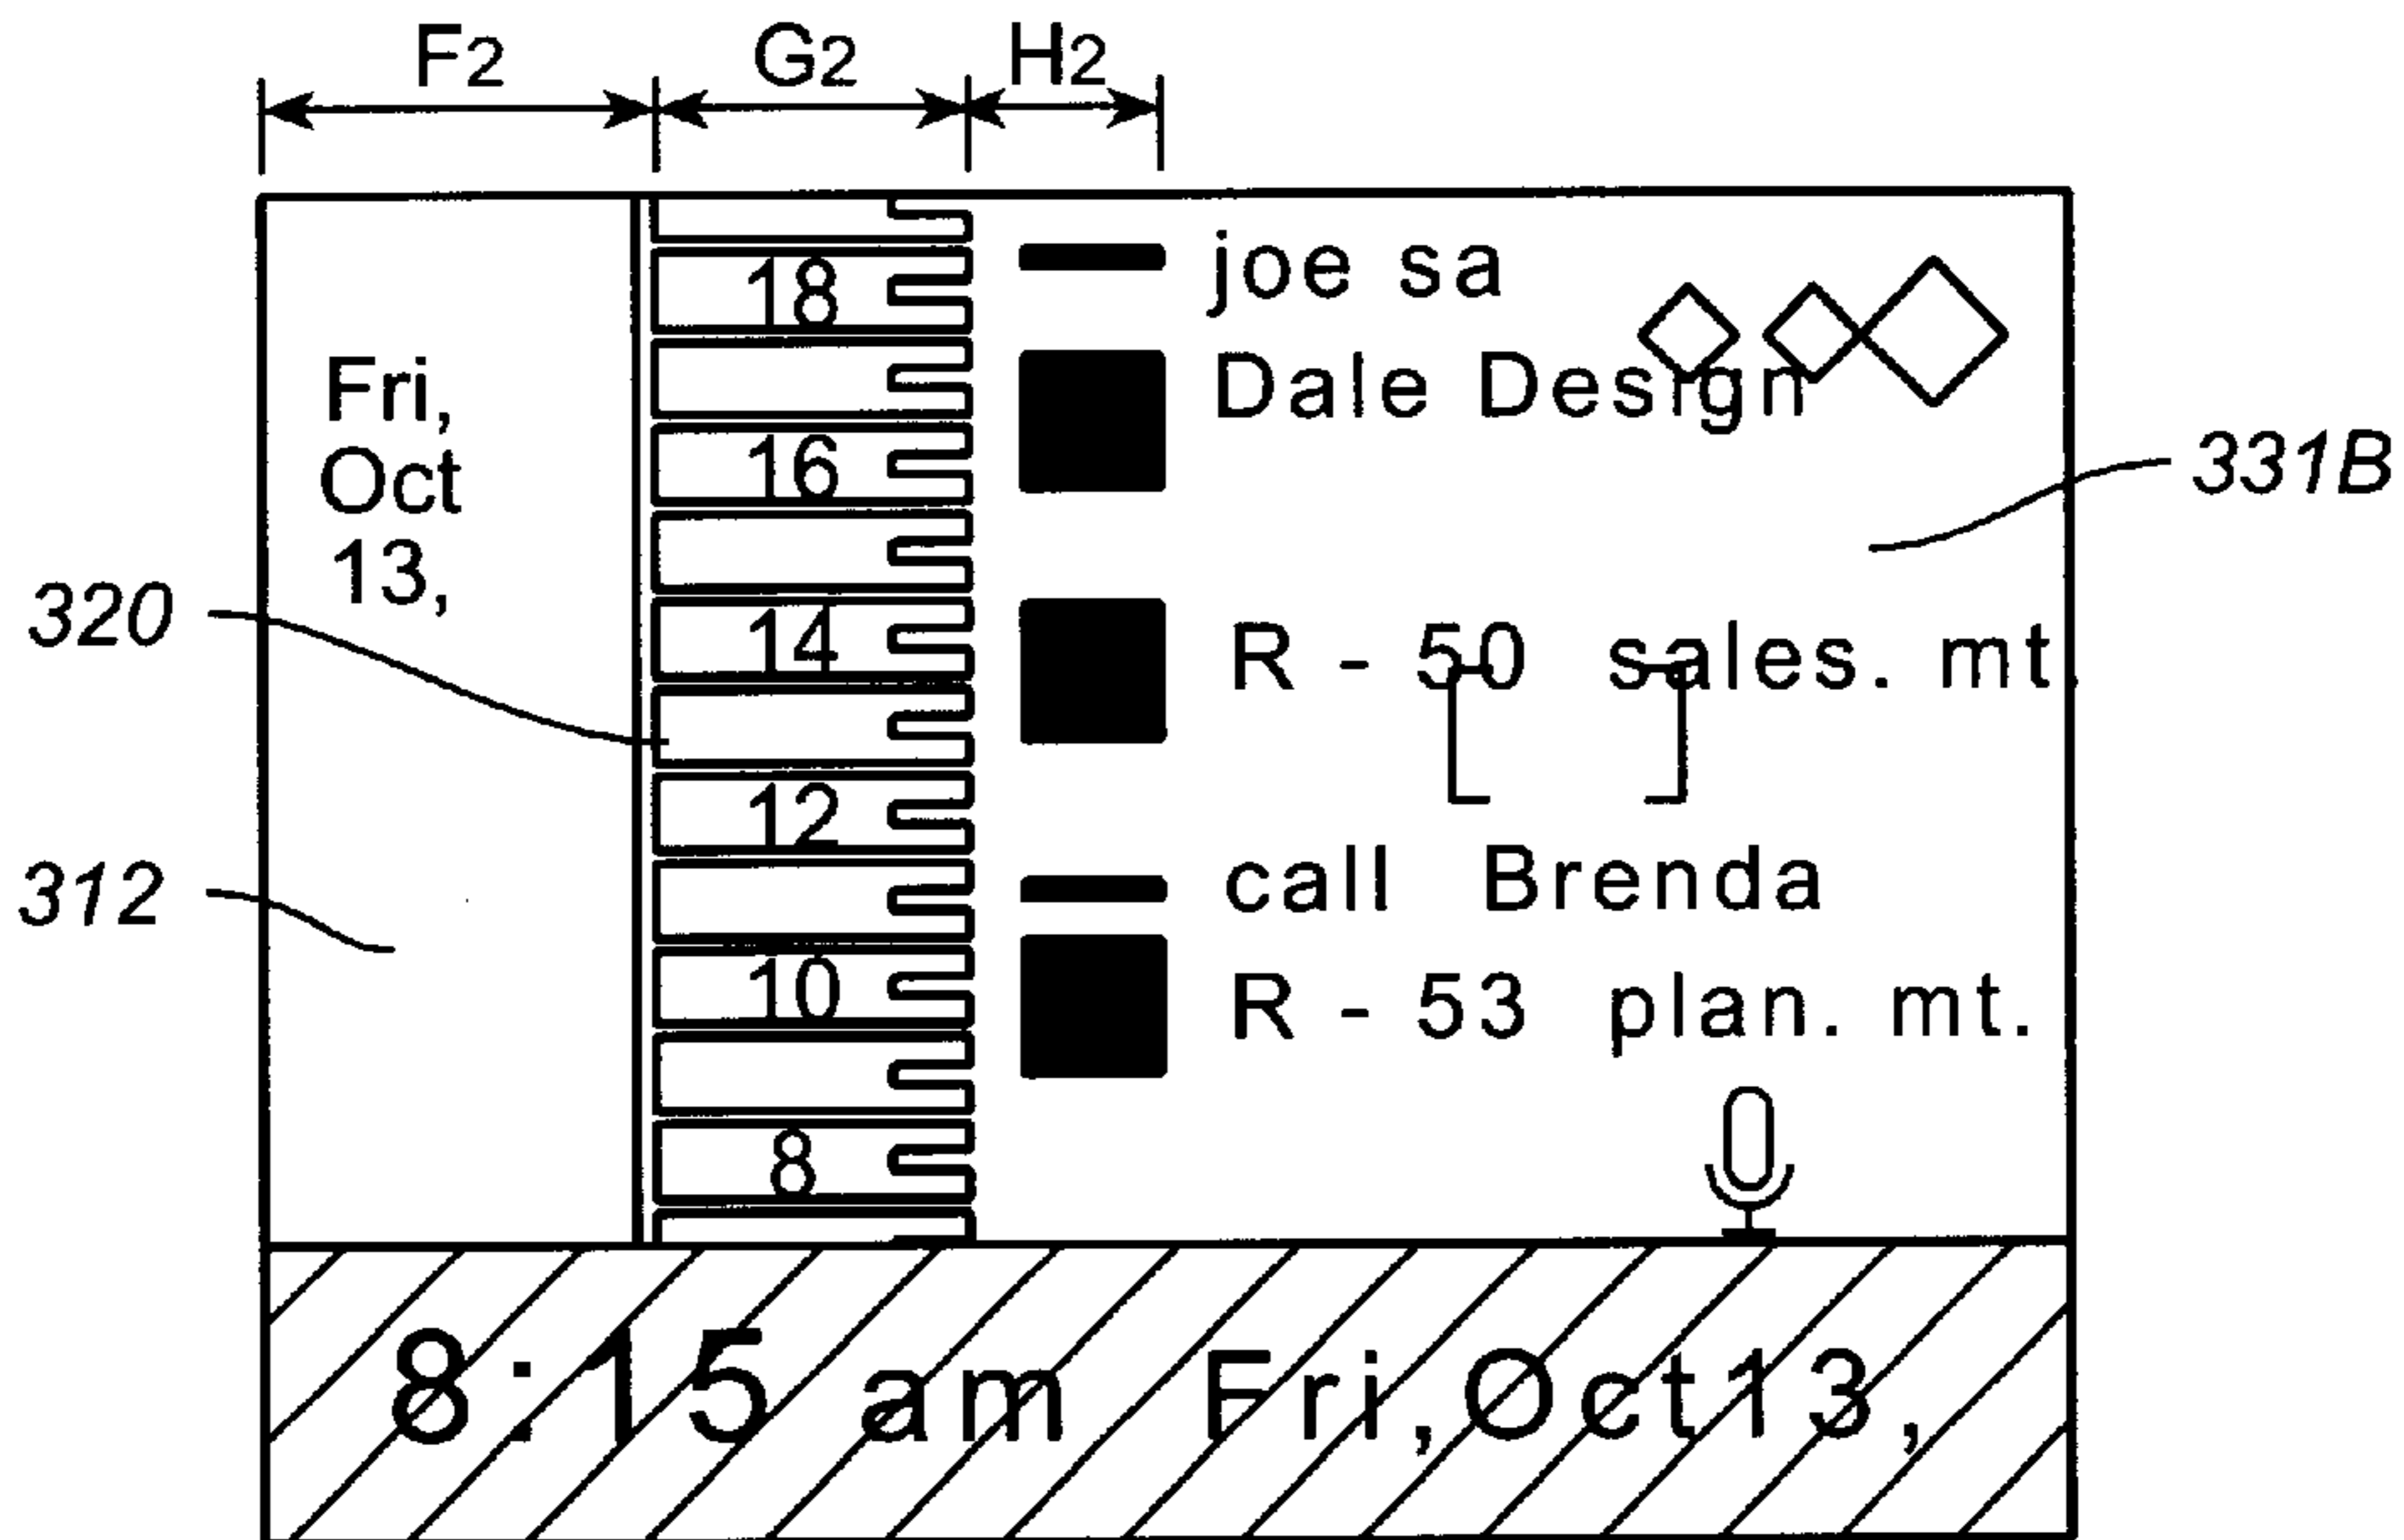 F2 G2 H2
joe sa
18
Fri,
Dale Design
Oct
16
331B
13,
320
14
R - 50 sales. mt
12
312
call Brenda
10
R - 53 plan. mt.
8
8:15 am Fri,Oct13,